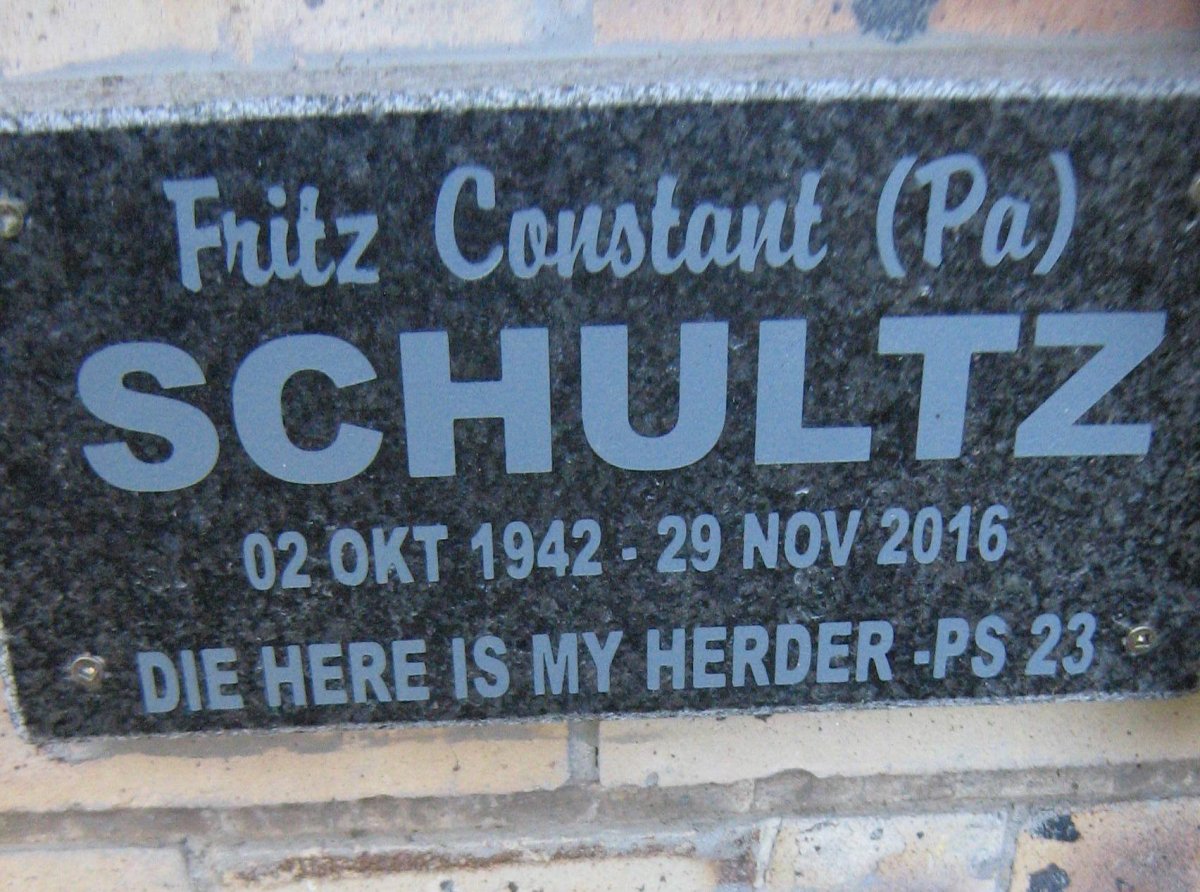 Fritz Constant (Pa)
SCHULTZ
02 OKT 1942 - 29 NOV 2016
DIE HERE IS MY HERDER -PS 23